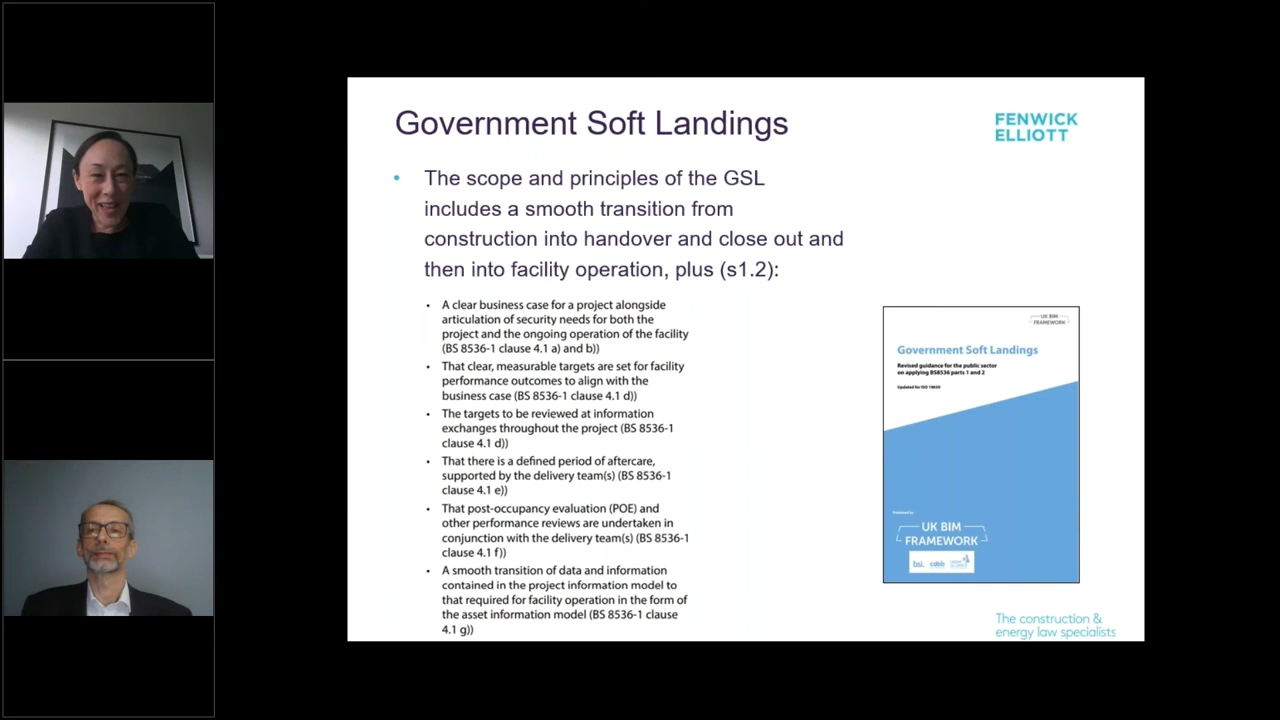 Government Soft Landings
FENWICK
ELLIOTT
• The scope and principles of the GSL
includes a smooth transition from
construction into handover and close out and
then into facility operation, plus (s1.2):
• A clear business case for a project alongside
articulation of security needs for both the
project and the ongoing operation of the facility
(BS 8536-1 clause 4.1 a) and b))
• That clear, measurable targets are set for facility
performance outcomes to align with the
business case (BS 8536-1 clause 4.1 d))
• The targets to be reviewed at information
exchanges throughout the project (BS 8536-1
clause 4.1 d))
• That there is a defined period of aftercare,
supported by the delivery team(s) (BS 8536-1
clause 4.1 e))
• That post-occupancy evaluation (POE) and
other performance reviews are undertaken in
conjunction with the delivery team(s) (BS 8536-1
clause 4.1 f))
• A smooth transition of data and information
contained in the project information model to
that required for facility operation in the form of
the asset information model (BS 8536-1 clause
4.1 g))
UK BIM
FRAMEWORK
Government Soft Landings
Revised guidance for the public sector
on applying BS8536 parts 1 and 2
Updated for ISO 19650
Published by
UK BIM
FRAMEWORK
bsi. cdbb
The construction &
energy law specialists